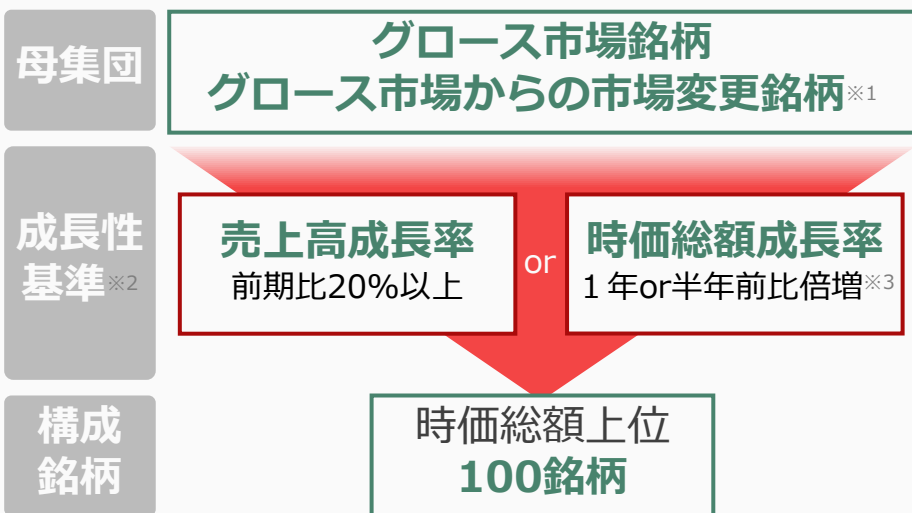 母集団
グロース市場銘柄
グロース市場からの市場変更銘柄※1
成長性
基準※2
売上高成長率
前期比20%以上
or
時価総額成長率
1年or半年前比倍増※3
構成
銘柄
時価総額上位
100銘柄